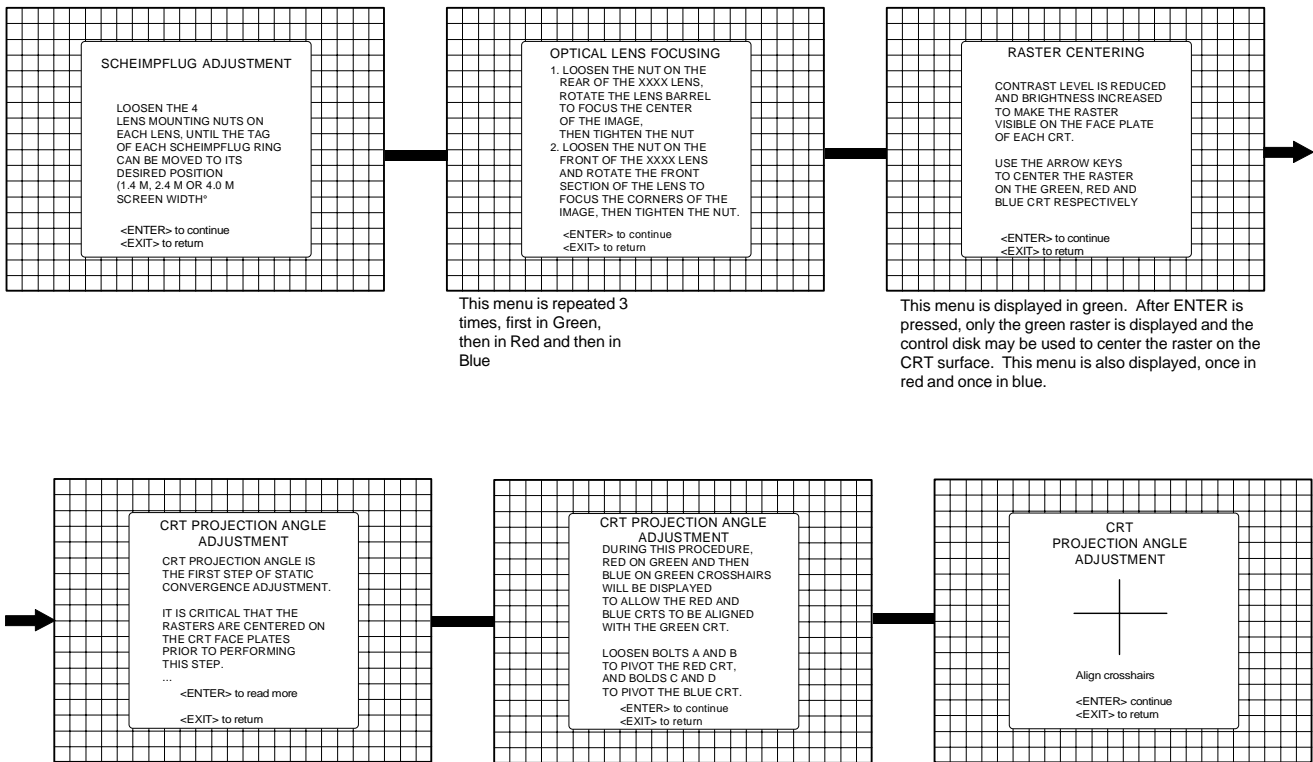 SCHEIMPFLUG ADJUSTMENT
LOOSEN THE 4
LENS MOUNTING NUTS ON
EACH LENS, UNTIL THE TAG
OF EACH SCHEIMPFLUG RING
CAN BE MOVED TO ITS
DESIRED POSITION
(1.4 M, 2.4 M OR 4.0 M
SCREEN WIDTH°
<ENTER> to continue
<EXIT> to return
OPTICAL LENS FOCUSING
1. LOOSEN THE NUT ON THE
REAR OF THE XXXX LENS,
ROTATE THE LENS BARREL
TO FOCUS THE CENTER
OF THE IMAGE,
THEN TIGHTEN THE NUT
2. LOOSEN THE NUT ON THE
FRONT OF THE XXXX LENS
AND ROTATE THE FRONT
SECTION OF THE LENS TO
FOCUS THE CORNERS OF THE
IMAGE, THEN TIGHTEN THE NUT.
<ENTER> to continue
<EXIT> to return
This menu is repeated 3
times, first in Green,
then in Red and then in
Blue
RASTER CENTERING
CONTRAST LEVEL IS REDUCED
AND BRIGHTNESS INCREASED
TO MAKE THE RASTER
VISIBLE ON THE FACE PLATE
OF EACH CRT.
USE THE ARROW KEYS
TO CENTER THE RASTER
ON THE GREEN, RED AND
BLUE CRT RESPECTIVELY
<ENTER> to continue
<EXIT> to return
This menu is displayed in green. After ENTER is
pressed, only the green raster is displayed and the
control disk may be used to center the raster on the
CRT surface. This menu is also displayed, once in
red and once in blue.
CRT PROJECTION ANGLE
ADJUSTMENT
CRT PROJECTION ANGLE IS
THE FIRST STEP OF STATIC
CONVERGENCE ADJUSTMENT.
IT IS CRITICAL THAT THE
RASTERS ARE CENTERED ON
THE CRT FACE PLATES
PRIOR TO PERFORMING
THIS STEP.
...
<ENTER> to read more
<EXIT> to return
CRT PROJECTION ANGLE
ADJUSTMENT
DURING THIS PROCEDURE,
RED ON GREEN AND THEN
BLUE ON GREEN CROSSHAIRS
WILL BE DISPLAYED
TO ALLOW THE RED AND
BLUE CRTS TO BE ALIGNED
WITH THE GREEN CRT.
LOOSEN BOLTS A AND B
TO PIVOT THE RED CRT,
AND BOLDS C AND D
TO PIVOT THE BLUE CRT.
<ENTER> to continue
<EXIT> to return
CRT
PROJECTION ANGLE
ADJUSTMENT
Align crosshairs
<ENTER> continue
<EXIT> to return